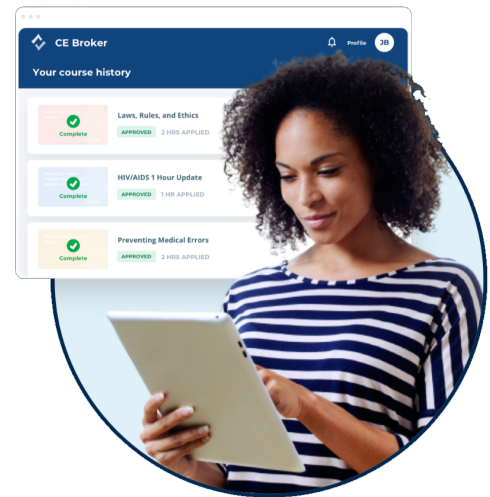 CE Broker
Profile
JB
Your course history
Laws, Rules, and Ethics
Complete
APPROVED 2 HRS APPLIED
HIV/AIDS 1 Hour Update
Complete
APPROVED 1 HR APPLIED
Preventing Medical Errors
Complete
APPROVED 2 HRS APPLIED